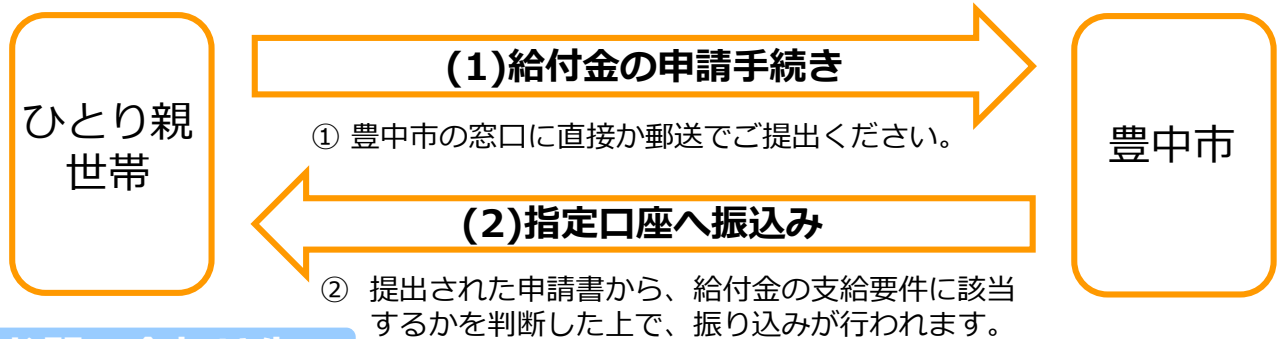 ひとり親
世帯
(1)給付金の申請手続き
① 豊中市の窓口に直接か郵送でご提出ください。
(2)指定口座へ振込み
② 提出された申請書から、給付金の支給要件に該当
するかを判断した上で、振り込みが行われます。
豊中市